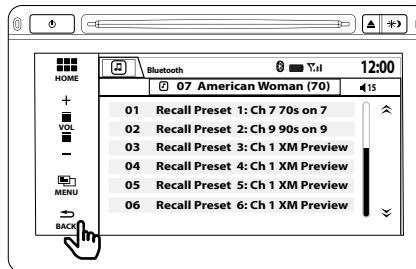 HOME
+
VOL
−
MENU
BACK
Bluetooth
12:00
07 American Woman (70)
15
01 Recall Preset 1: Ch 7 70s on 7
02 Recall Preset 2: Ch 9 90s on 9
03 Recall Preset 3: Ch 1 XM Preview
04 Recall Preset 4: Ch 1 XM Preview
05 Recall Preset 5: Ch 1 XM Preview
06 Recall Preset 6: Ch 1 XM Preview